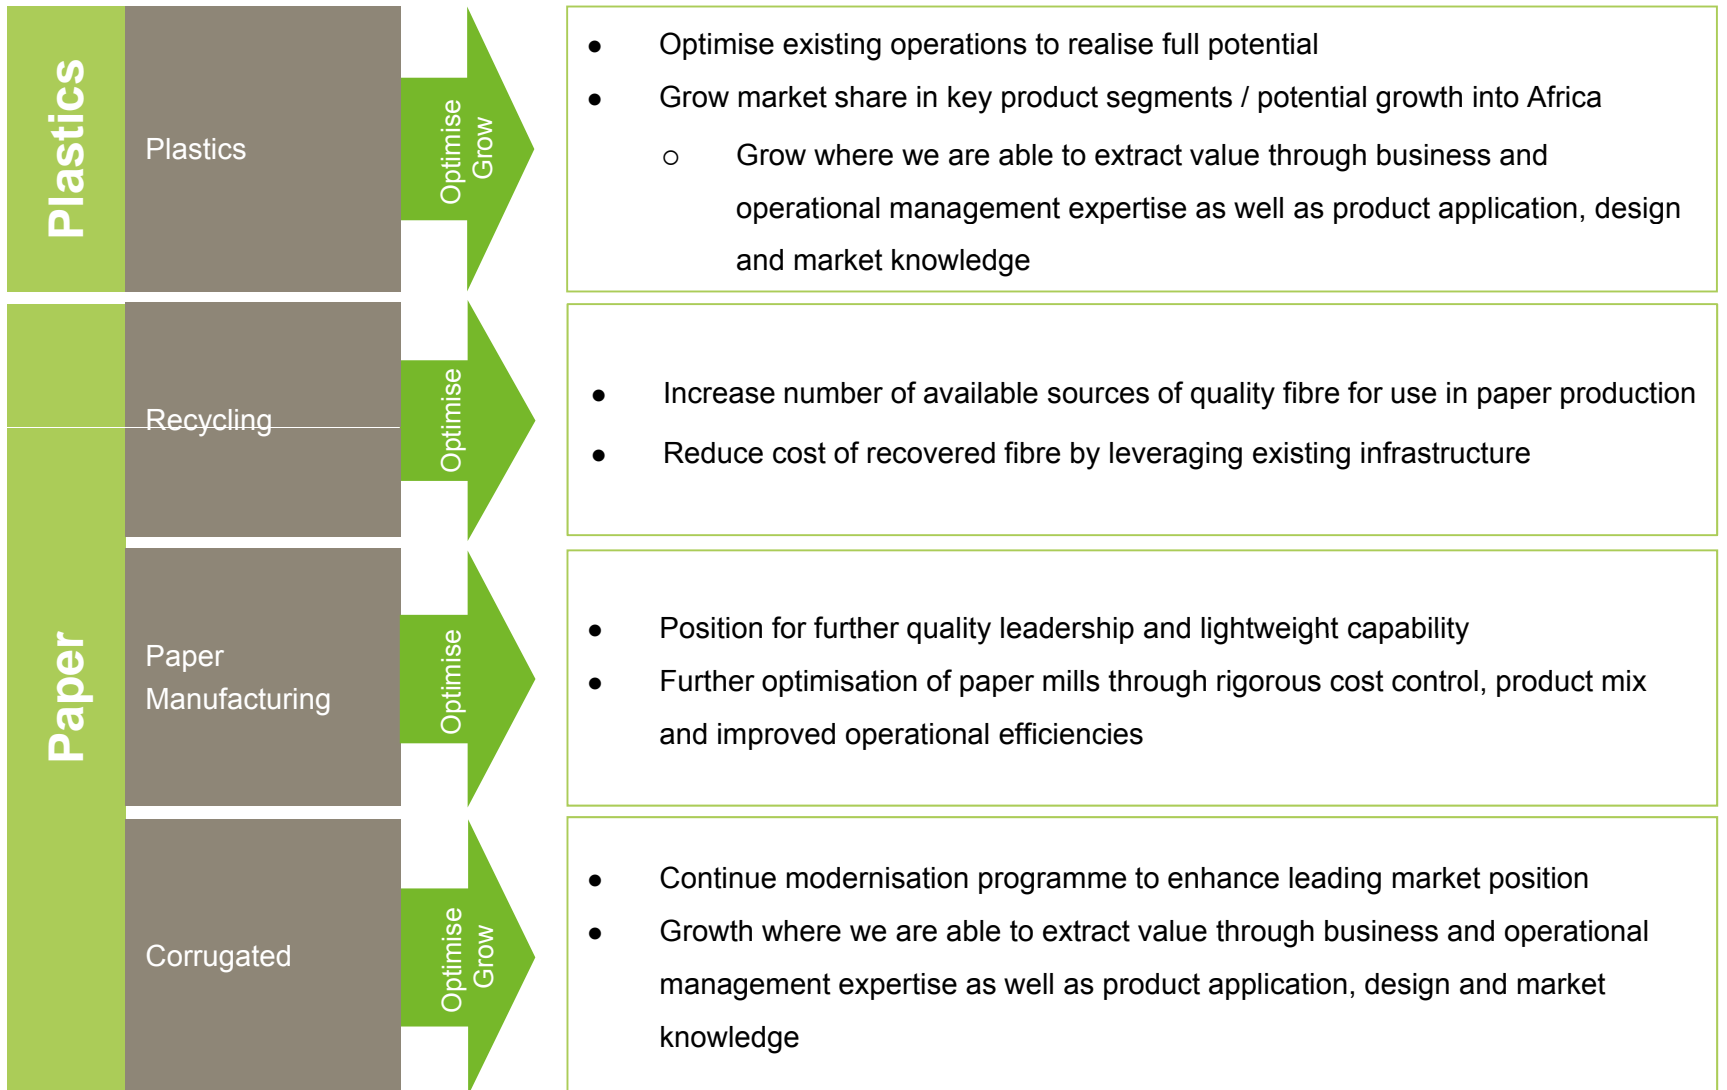 Plastics
Plastics
Optimise
Grow
● Optimise existing operations to realise full potential
● Grow market share in key product segments / potential growth into Africa
○ Grow where we are able to extract value through business and
operational management expertise as well as product application, design
and market knowledge
Paper
Recycling
Optimise
● Increase number of available sources of quality fibre for use in paper production
● Reduce cost of recovered fibre by leveraging existing infrastructure
Paper
Manufacturing
Optimise
● Position for further quality leadership and lightweight capability
● Further optimisation of paper mills through rigorous cost control, product mix
and improved operational efficiencies
Corrugated
Optimise
Grow
● Continue modernisation programme to enhance leading market position
● Growth where we are able to extract value through business and operational
management expertise as well as product application, design and market
knowledge